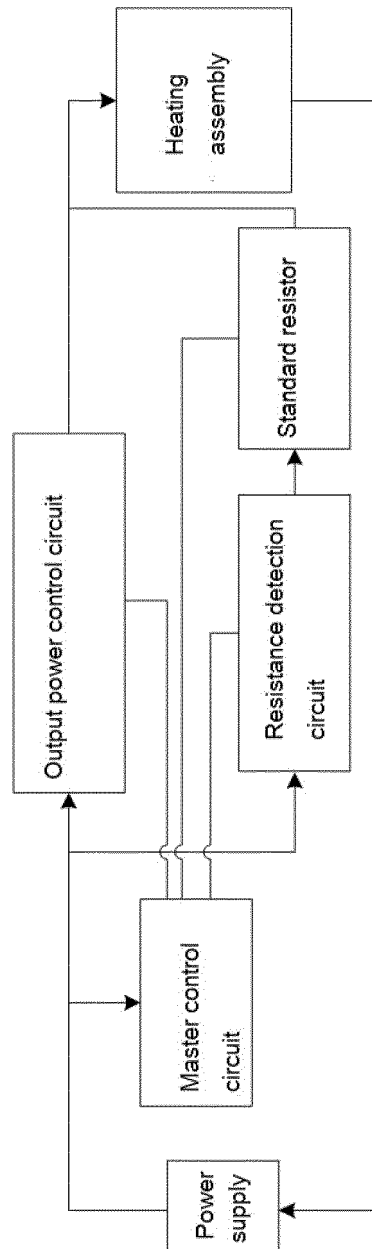 Power
supply
Master control
circuit
Output power control circuit
Resistance detection
circuit
Standard resistor
Heating
assembly